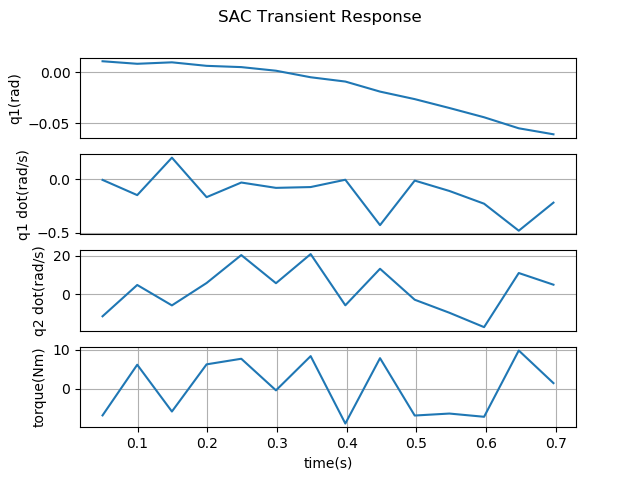 SAC Transient Response
q1(rad)
0.00
−0.05
q1 dot(rad/s)
0.0
−0.5
q2 dot(rad/s)
20
0
torque(Nm)
10
0
0.1 0.2 0.3 0.4 0.5 0.6 0.7
time(s)